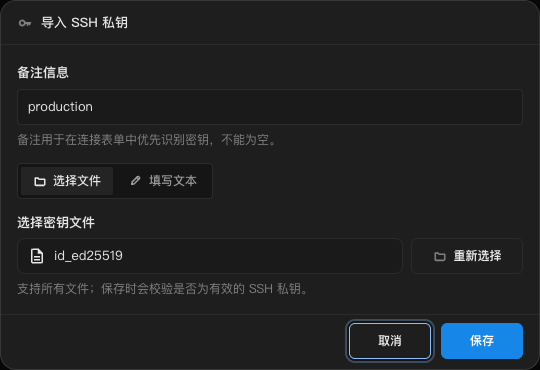 导入 SSH 私钥
备注信息
production
备注用于在连接表单中优先识别密钥，不能为空。
选择文件 填写文本
选择密钥文件
id_ed25519 重新选择
支持所有文件；保存时会校验是否为有效的 SSH 私钥。
取消 保存